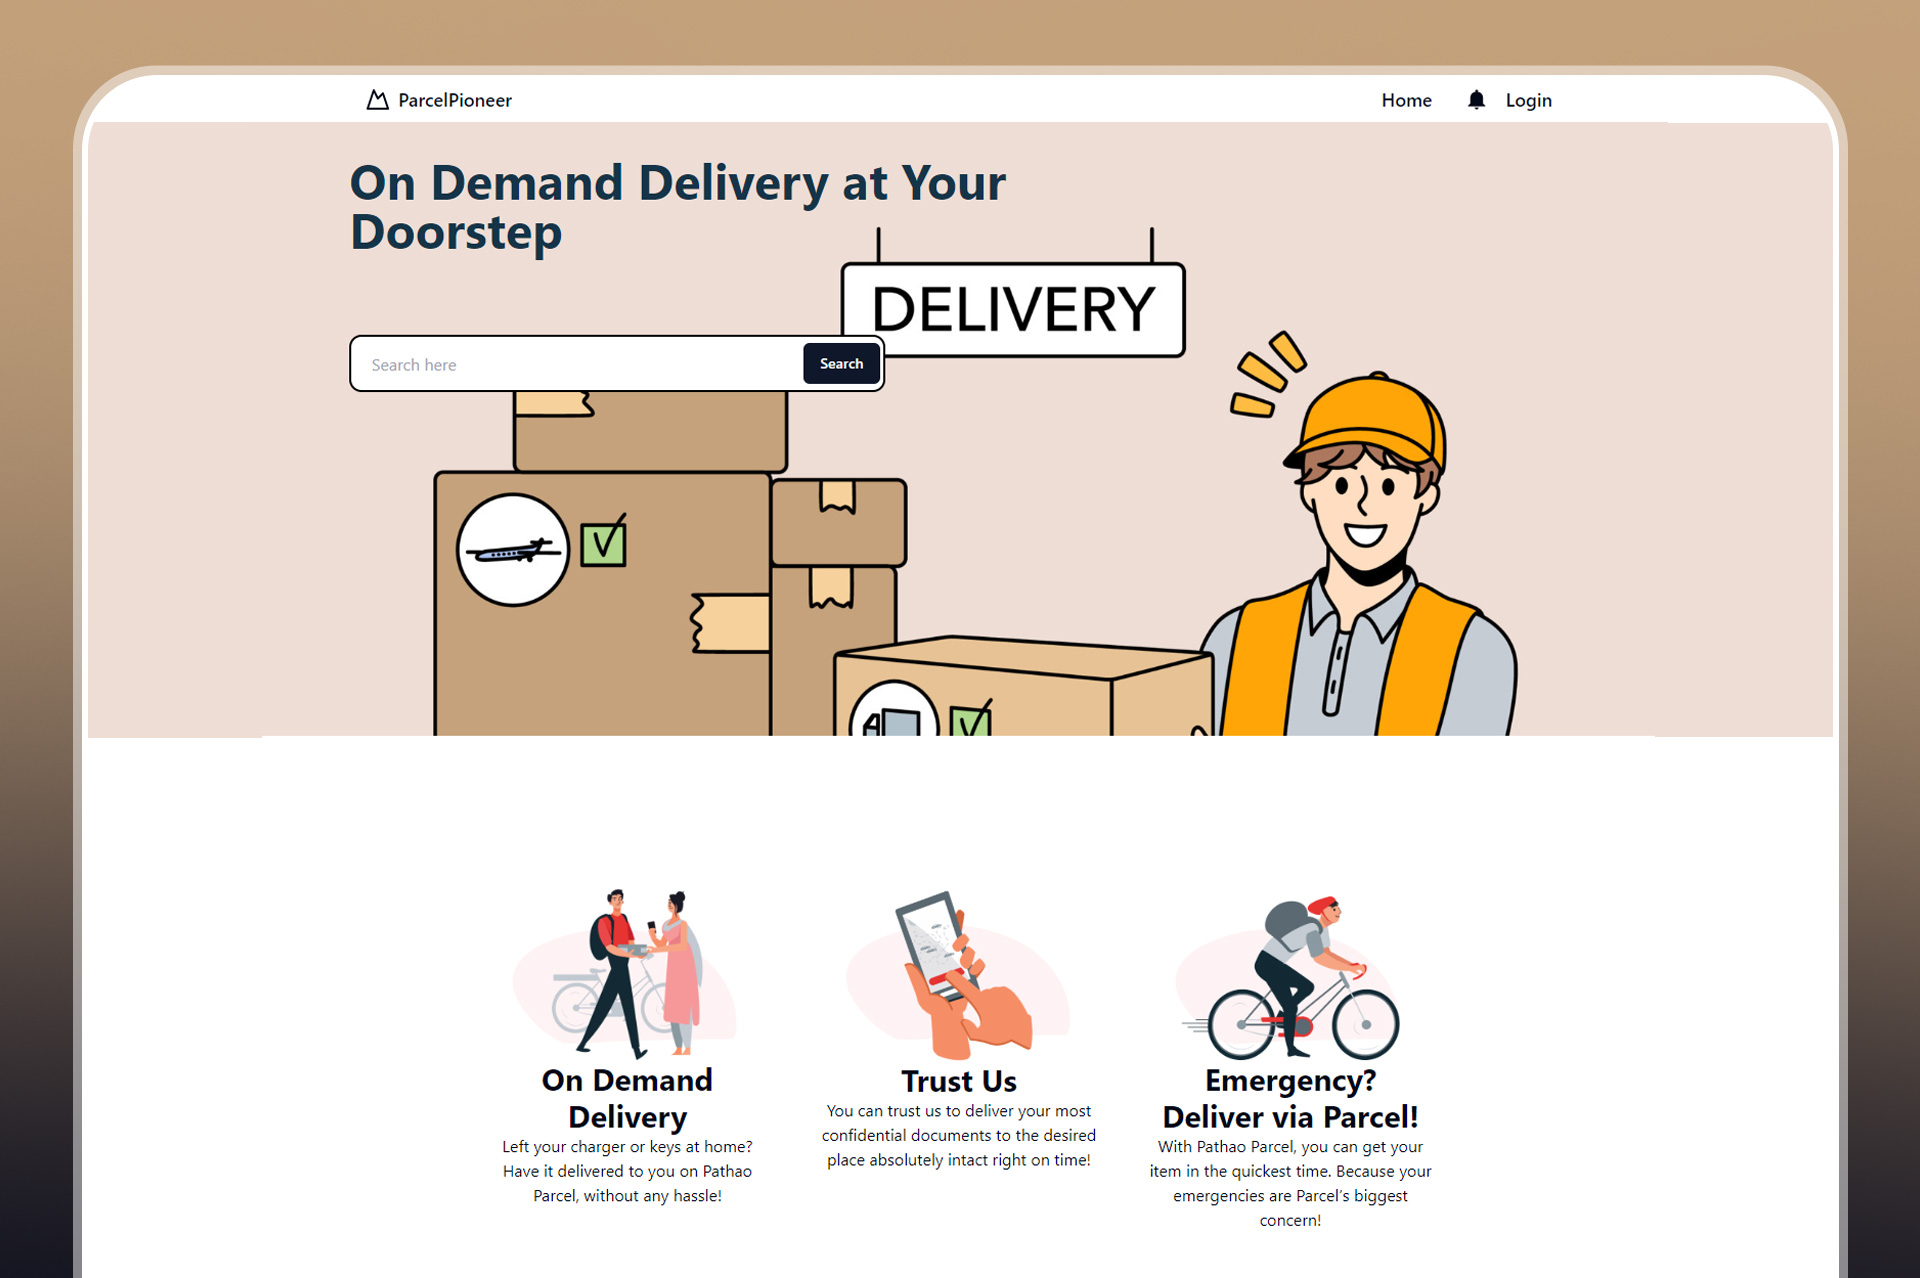 ParcelPioneer
Home
Login
On Demand Delivery at Your
Doorstep
DELIVERY
Search here
Search
On Demand
Delivery
Left your charger or keys at home?
Have it delivered to you on Pathao
Parcel, without any hassle!
Trust Us
You can trust us to deliver your most
confidential documents to the desired
place absolutely intact right on time!
Emergency?
Deliver via Parcel!
With Pathao Parcel, you can get your
item in the quickest time. Because your
emergencies are Parcel’s biggest
concern!